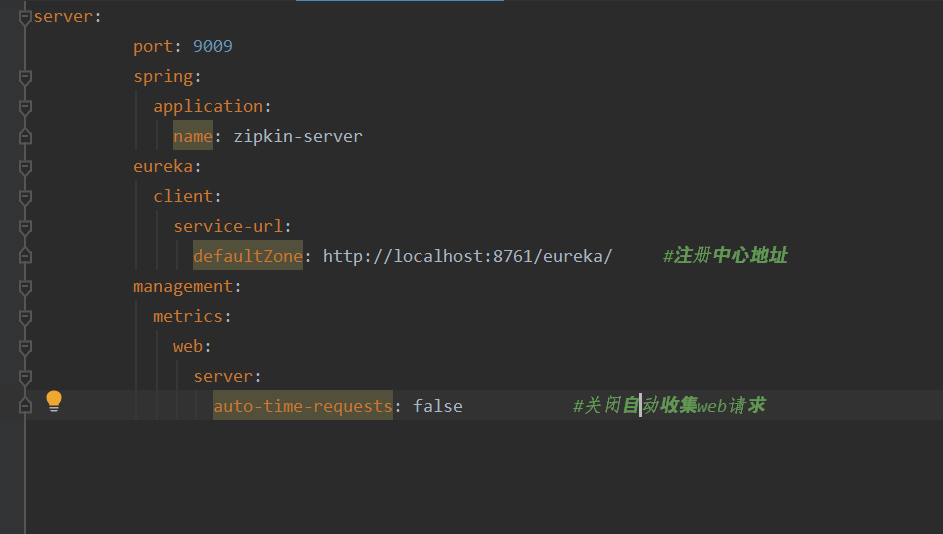 server:
port: 9009
spring:
application:
name: zipkin-server
eureka:
client:
service-url:
defaultZone: http://localhost:8761/eureka/ #注册中心地址
management:
metrics:
web:
server:
auto-time-requests: false #关闭自动收集web请求